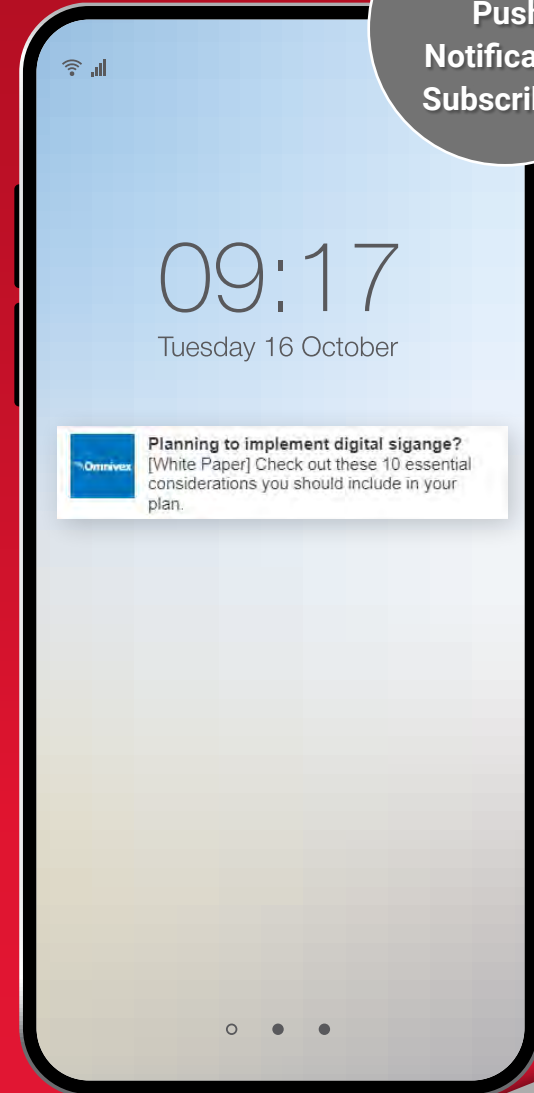 Push
Notifica
Subscri
09:17
Tuesday 16 October
Omnivex
Planning to implement digital sigange?
[White Paper] Check out these 10 essential
considerations you should include in your
plan.